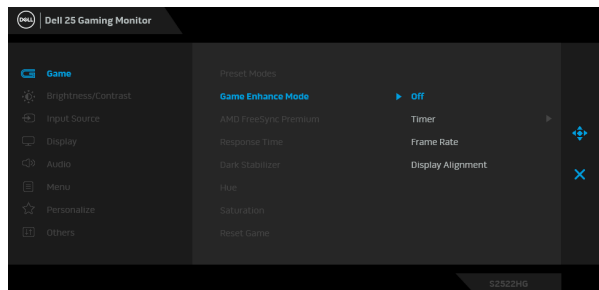 DELL Dell 25 Gaming Monitor
Game
Brightness/Contrast
Input Source
Display
Audio
Menu
Personalize
Others
Preset Modes
Game Enhance Mode
AMD FreeSync Premium
Response Time
Dark Stabilizer
Hue
Saturation
Reset Game
Off
Timer
Frame Rate
Display Alignment
S2522HG